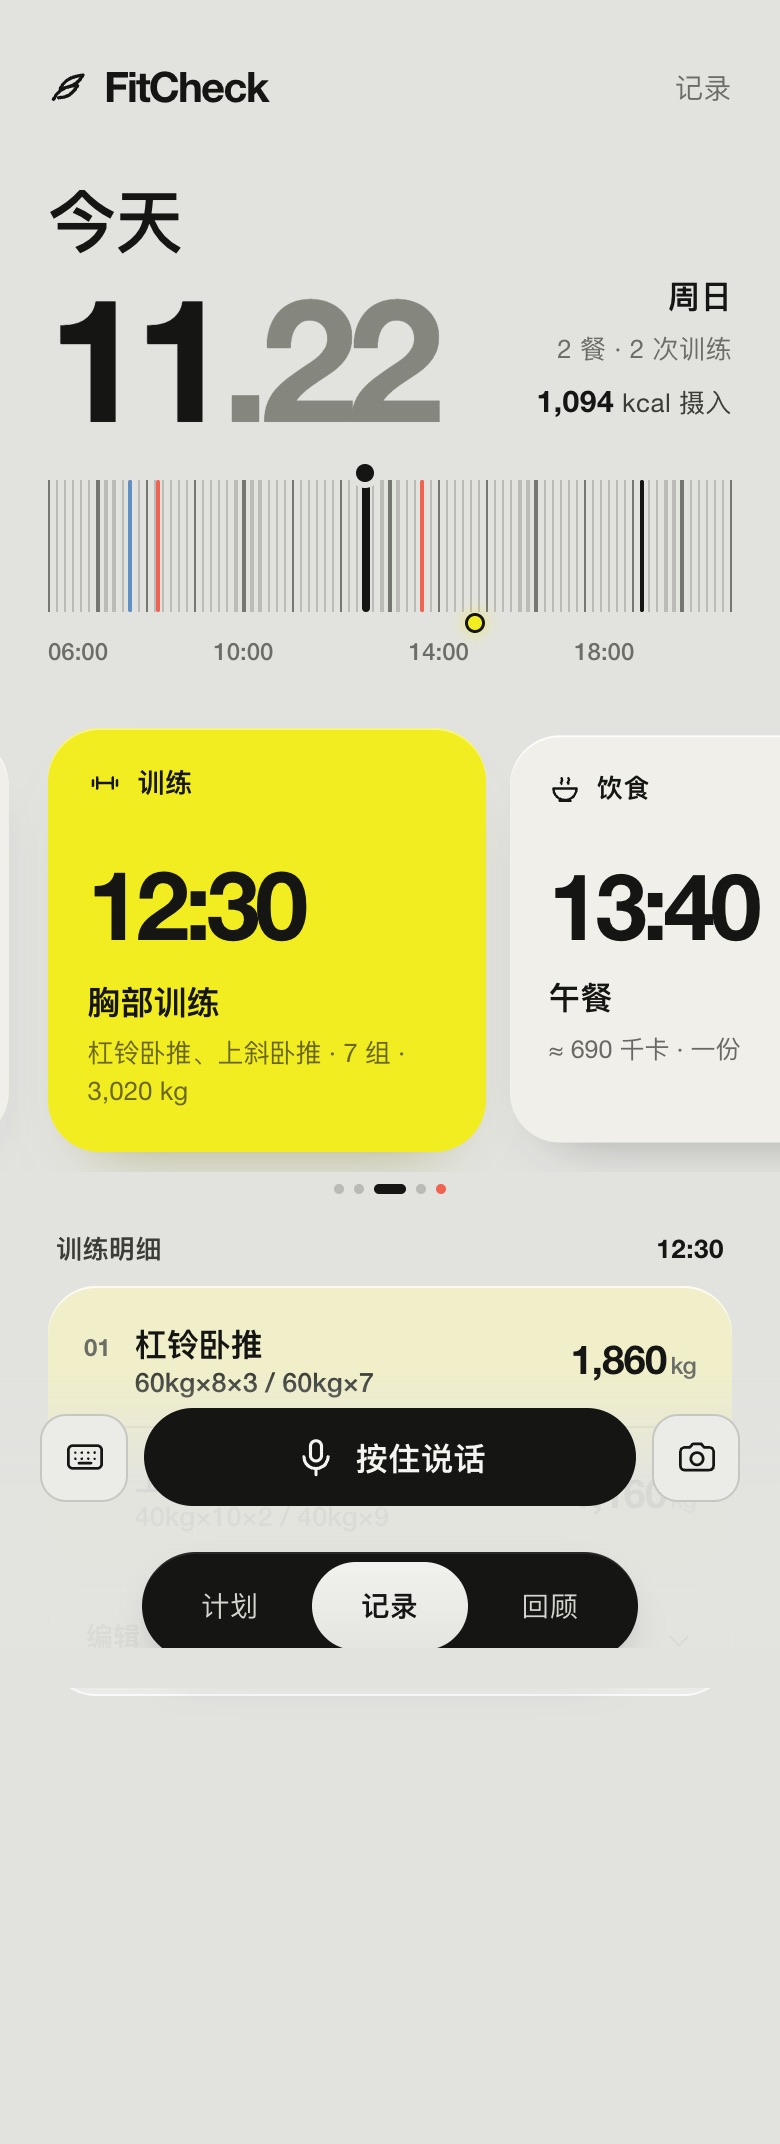 FitCheck
记录
今天
11.22
周日
2 餐 · 2 次训练
1,094 kcal 摄入
06:00 10:00 14:00 18:00
训练
12:30
胸部训练
杠铃卧推、上斜卧推 · 7 组 ·
3,020 kg
饮食
13:40
午餐
≈ 690 千卡 · 一份
训练明细
12:30
01
杠铃卧推
60kg×8×3 / 60kg×7
1,860 kg
按住说话
40kg×10×2 / 40kg×9
编辑
计划
记录
回顾